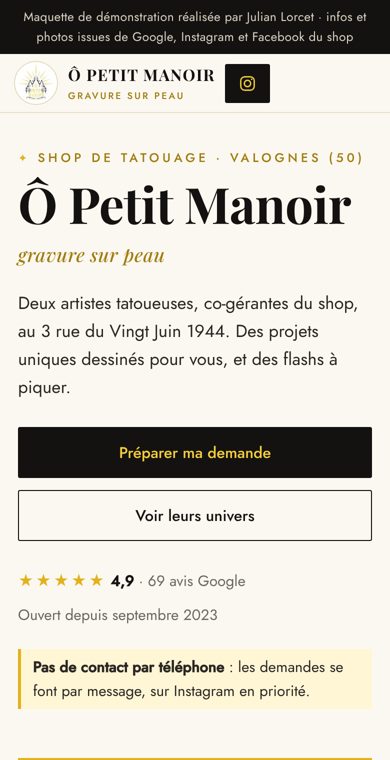 Maquette de démonstration réalisée par Julian Lorcet · infos et
photos issues de Google, Instagram et Facebook du shop
Ô PETIT MANOIR
GRAVURE SUR PEAU
✦ SHOP DE TATOUAGE · VALOGNES (50)
Ô Petit Manoir
gravure sur peau
Deux artistes tatoueuses, co-gérantes du shop,
au 3 rue du Vingt Juin 1944. Des projets
uniques dessinés pour vous, et des flashs à
piquer.
Préparer ma demande
Voir leurs univers
★★★★★ 4,9 · 69 avis Google
Ouvert depuis septembre 2023
Pas de contact par téléphone : les demandes se
font par message, sur Instagram en priorité.